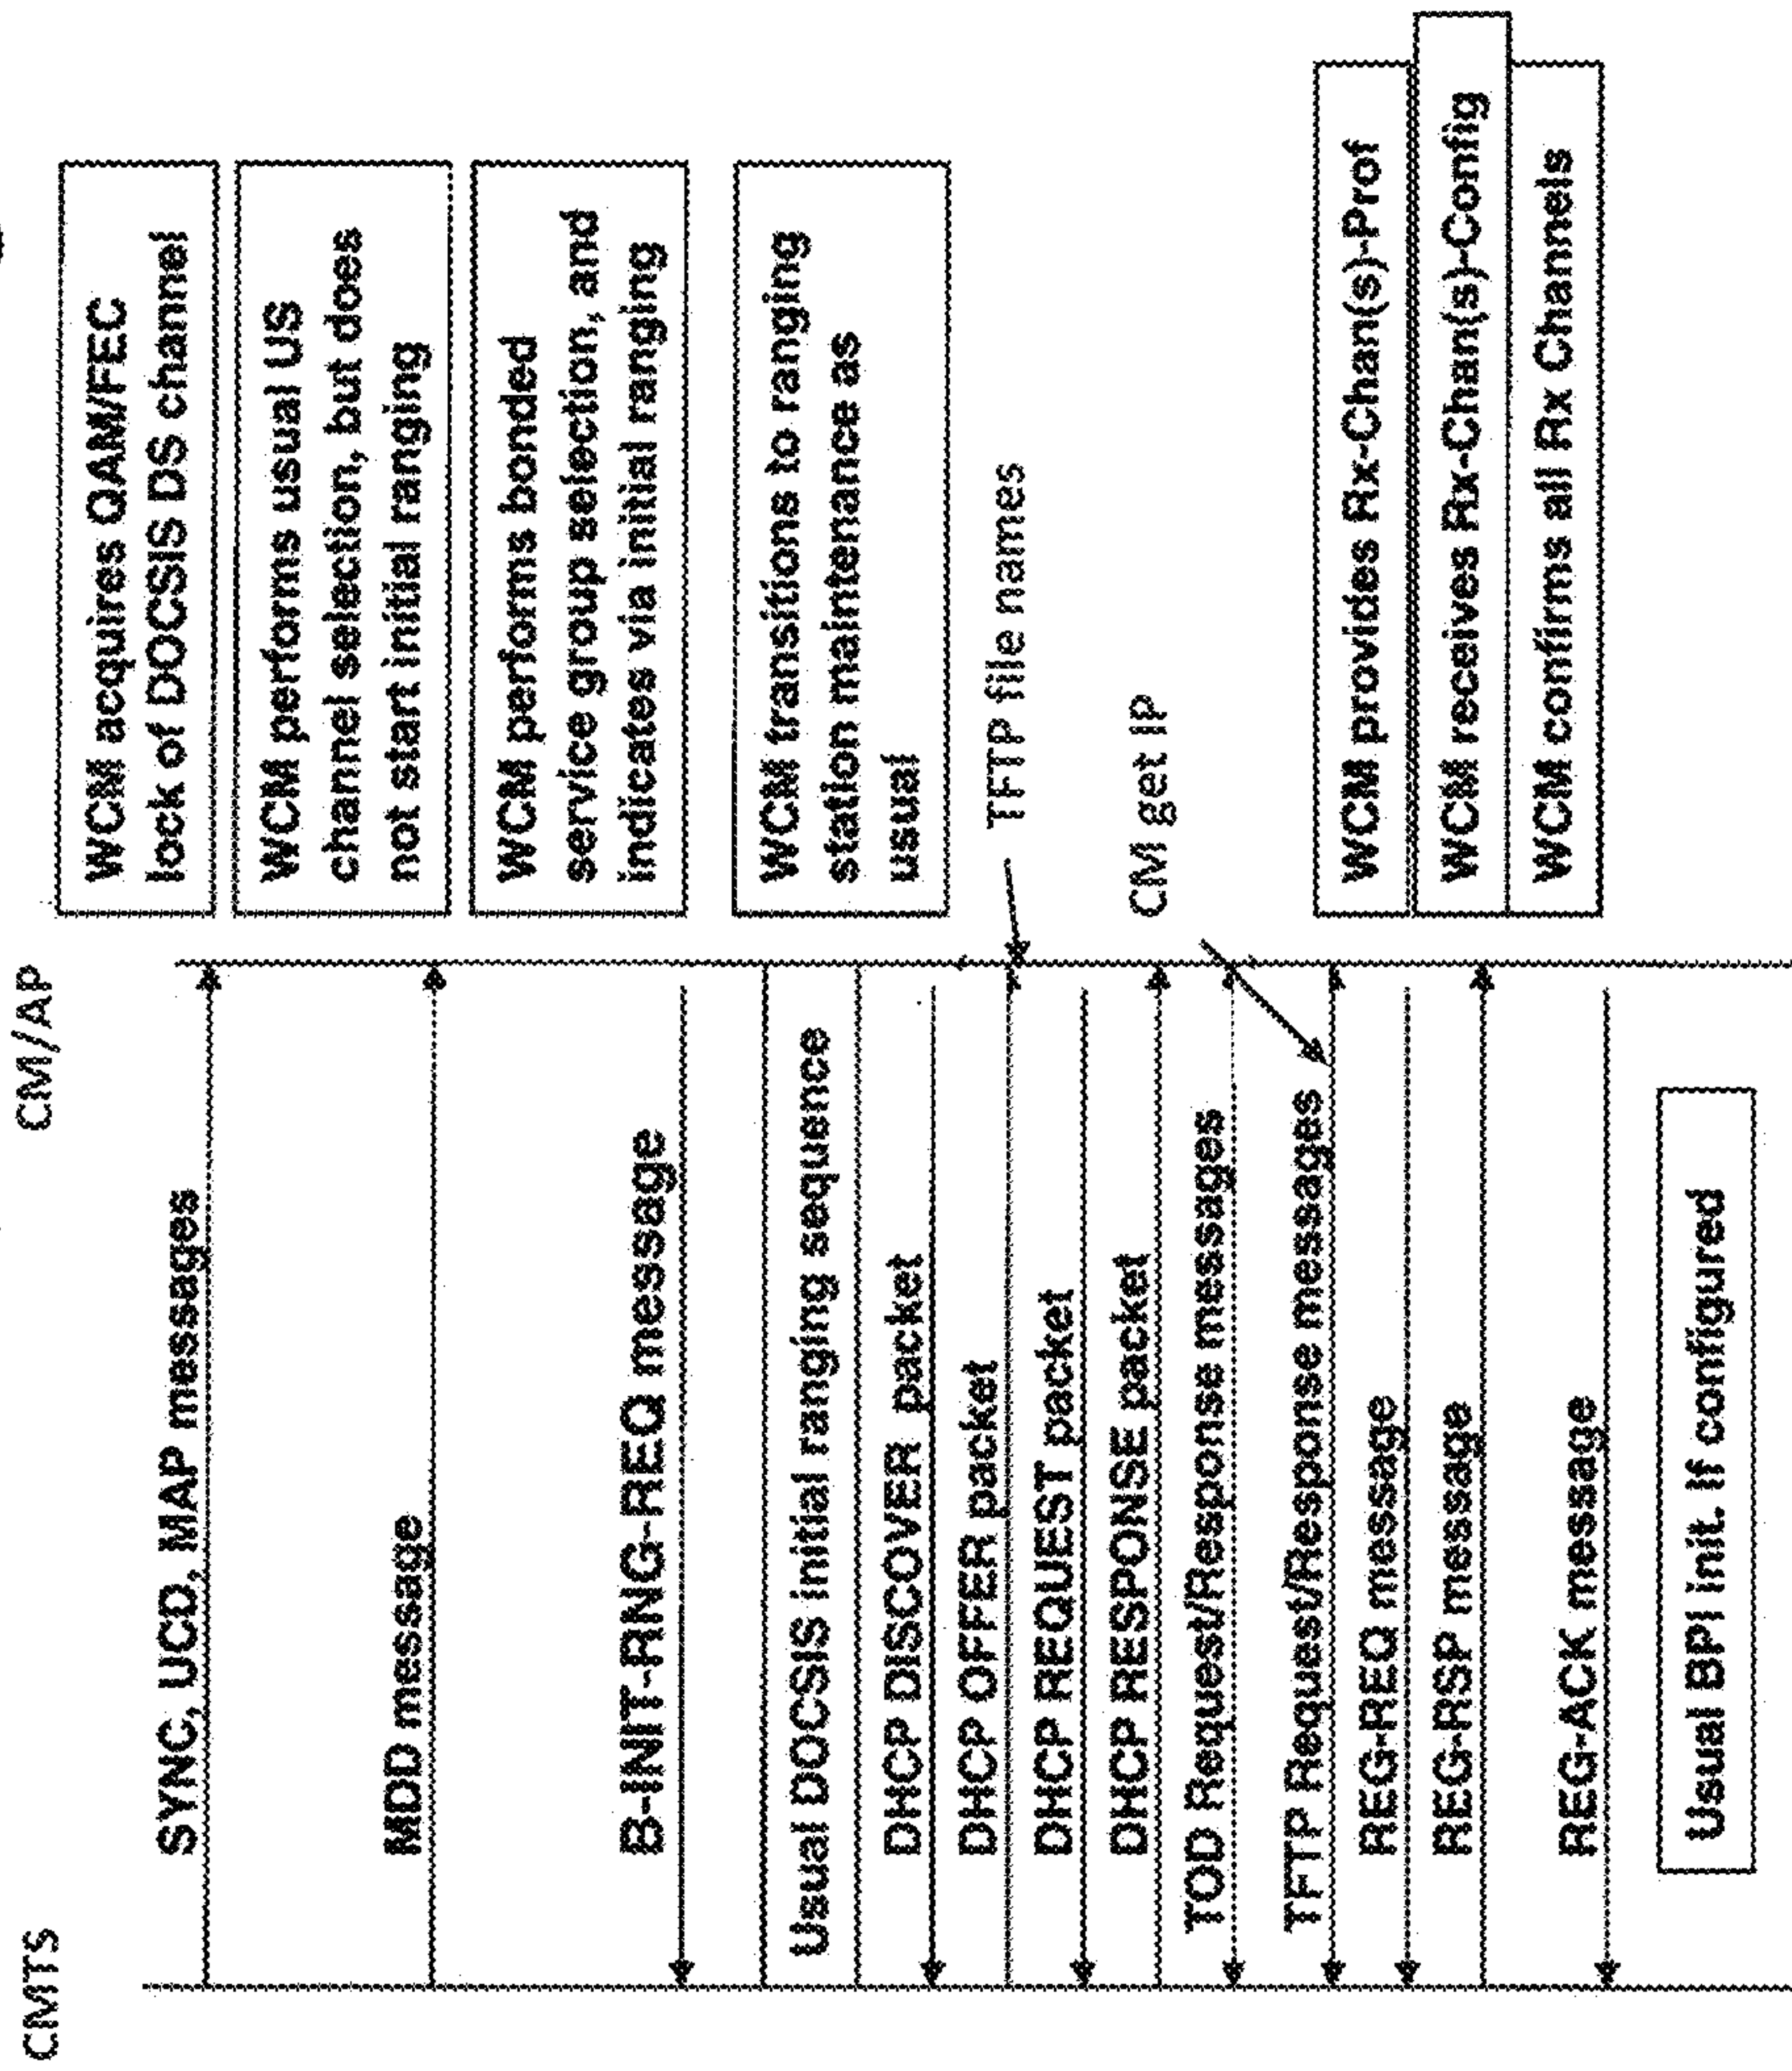 CMTS
CM/AP
SYNC, UCD, MAP messages
WCM acquires QAM/FEC
lock of DOCSIS DS channel
MDD message
WCM performs usual US
channel selection, but does
not start initial ranging
B-INIT-RNG-REQ message
WCM performs bonded
service group selection, and
indicates via initial ranging
Usual DOCSIS initial ranging sequence
WCM transitions to ranging
station maintenance as
usual
DHCP DISCOVER packet
DHCP OFFER packet
TFTP file names
DHCP REQUEST packet
DHCP RESPONSE packet
CM get IP
TOD Request/Response messages
TFTP Request/Response messages
REG-REQ message
WCM provides Rx-Chan(s)-Prof
REG-RSP message
WCM receives Rx-Chan(s)-Config
REG-ACK message
WCM confirms all Rx Channels
Usual BPI init. if configured